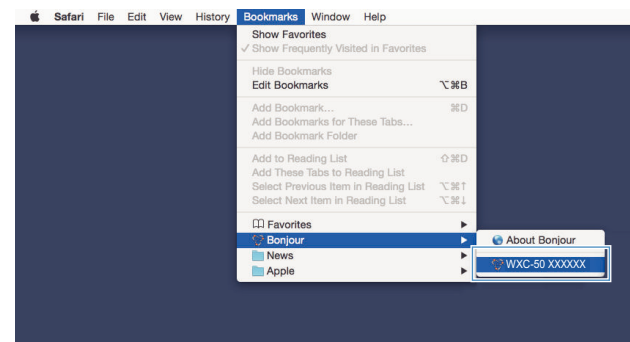 Safari File Edit View History Bookmarks Window Help
Show Favorites
✓ Show Frequently Visited in Favorites
Hide Bookmarks
Edit Bookmarks ⌥⌘B
Add Bookmark... ⌘D
Add Bookmarks for These Tabs...
Add Bookmark Folder
Add to Reading List ⇧⌘D
Add These Tabs to Reading List
Select Previous Item in Reading List ⌥⌘↑
Select Next Item in Reading List ⌥⌘↓
Favorites ▶
Bonjour ▶ About Bonjour
News ▶ WXC-50 XXXXXX
Apple ▶